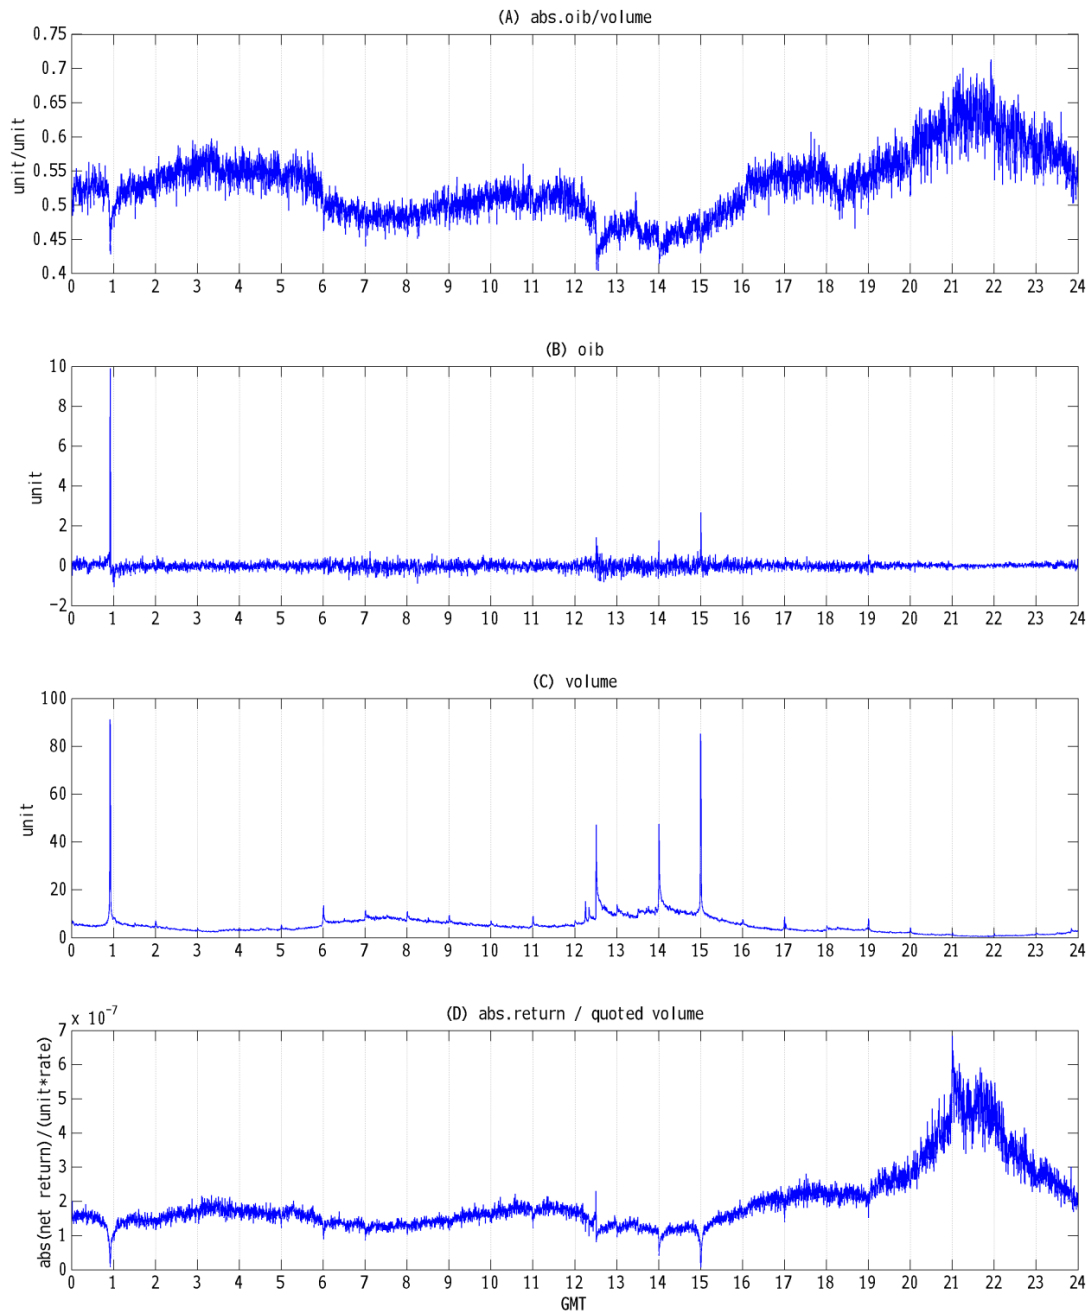 (A) abs.oib/volume
unit/unit
0.75
0.7
0.65
0.6
0.55
0.5
0.45
0.4
0 1 2 3 4 5 6 7 8 9 10 11 12 13 14 15 16 17 18 19 20 21 22 23 24
(B) oib
unit
10
8
6
4
2
0
−2
0 1 2 3 4 5 6 7 8 9 10 11 12 13 14 15 16 17 18 19 20 21 22 23 24
(C) volume
unit
100
80
60
40
20
0
0 1 2 3 4 5 6 7 8 9 10 11 12 13 14 15 16 17 18 19 20 21 22 23 24
(D) abs.return / quoted volume
x 10⁻⁷
abs(net return)/(unit*rate)
7
6
5
4
3
2
1
0
0 1 2 3 4 5 6 7 8 9 10 11 12 13 14 15 16 17 18 19 20 21 22 23 24
GMT